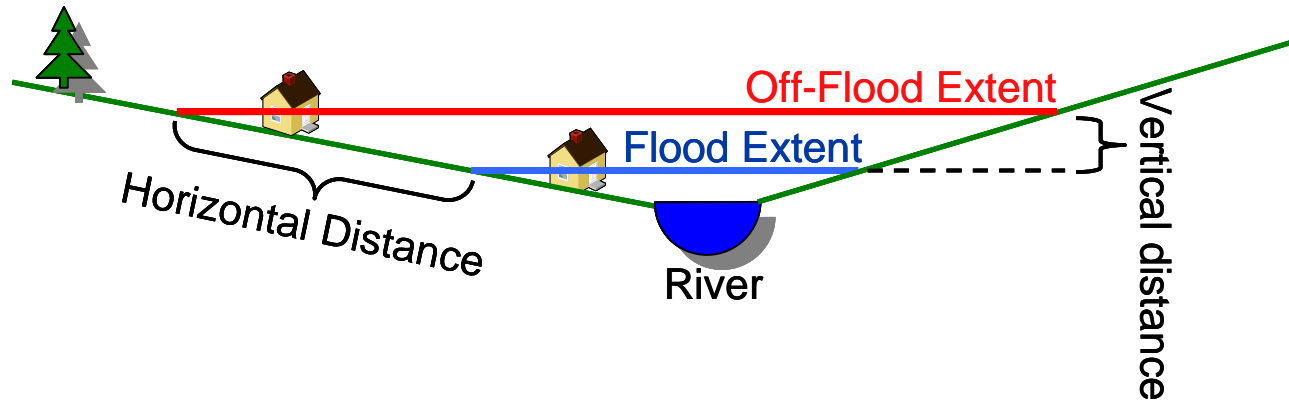 Off-Flood Extent
Flood Extent
Horizontal Distance
River
Vertical distance